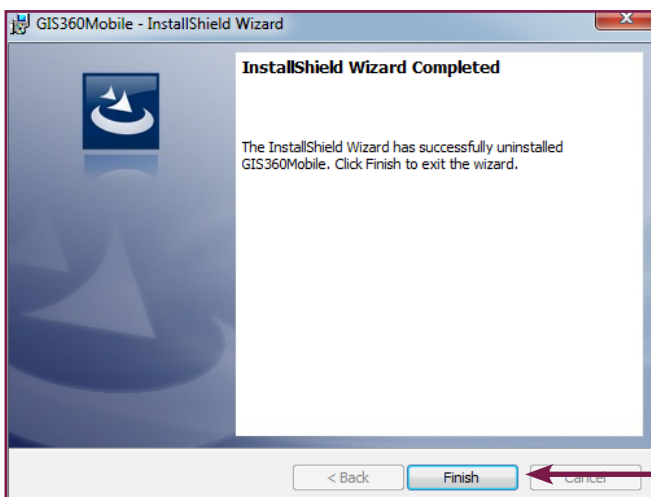 GIS360Mobile - InstallShield Wizard
InstallShield Wizard Completed
The InstallShield Wizard has successfully uninstalled
GIS360Mobile. Click Finish to exit the wizard.
< Back Finish Cancel